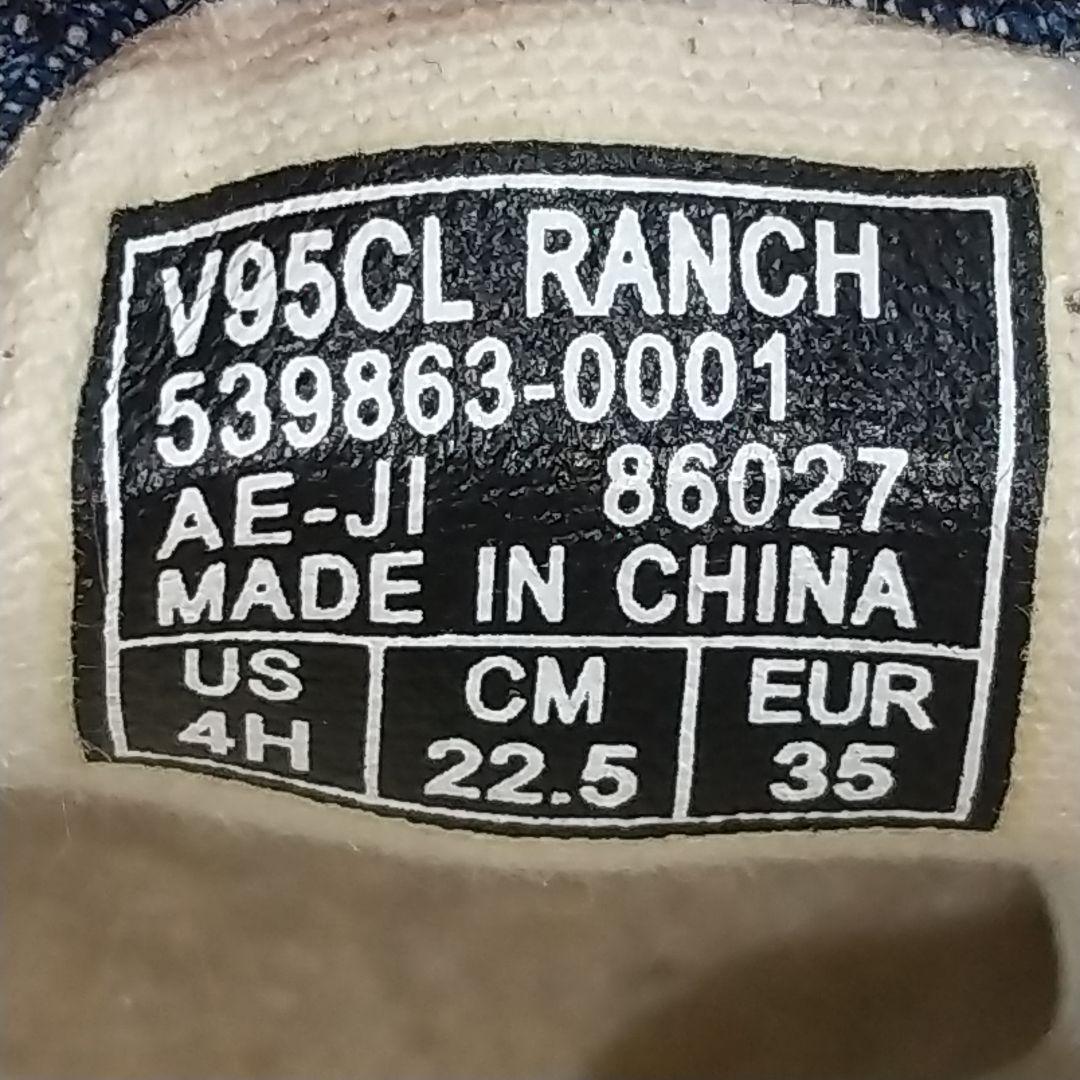 V95CL RANCH
539863-0001
AE-JI 86027
MADE IN CHINA
US CM EUR
4H 22.5 35